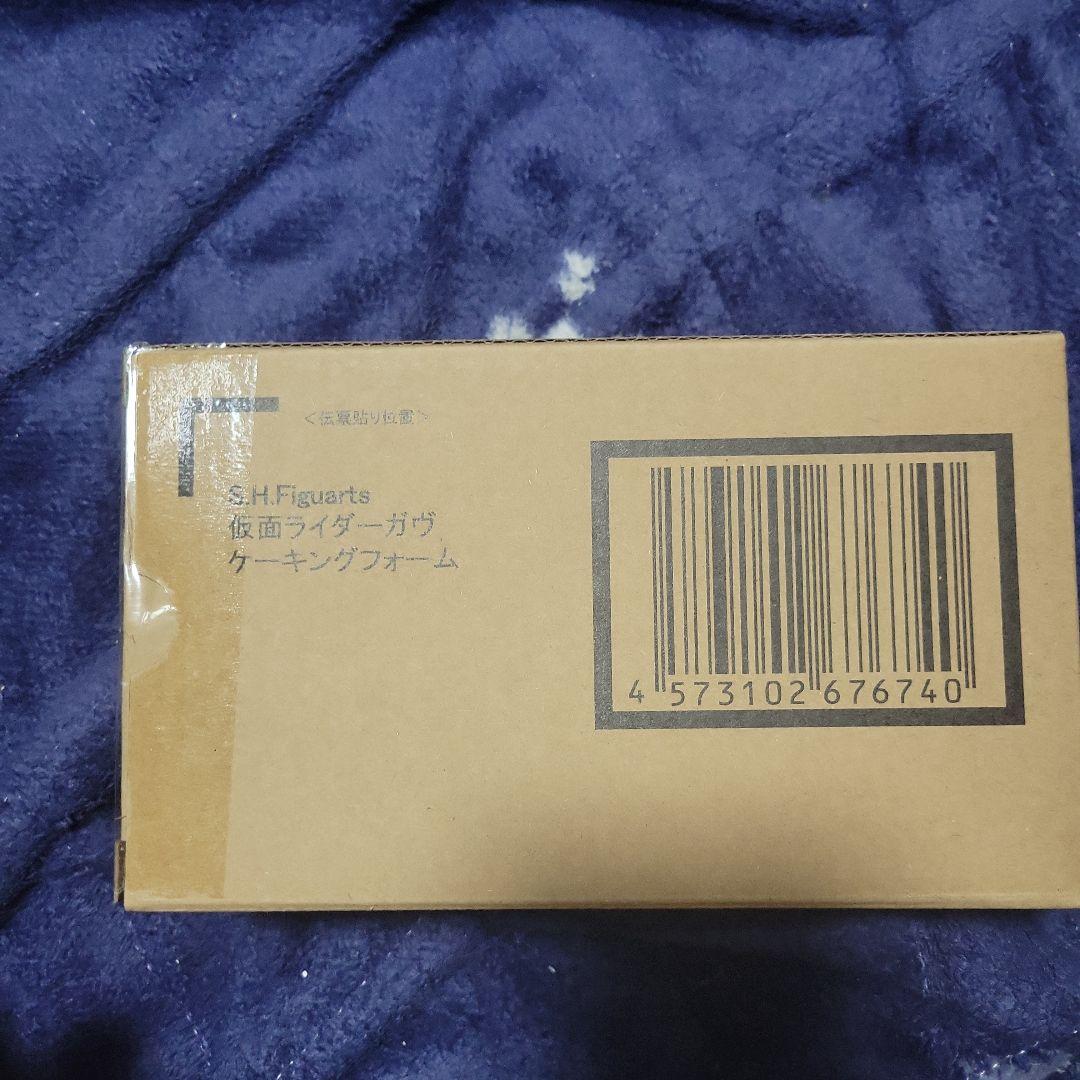 ＜伝票貼り位置＞
S.H.Figuarts
仮面ライダーガヴ
ケーキングフォーム
4 573102 676740